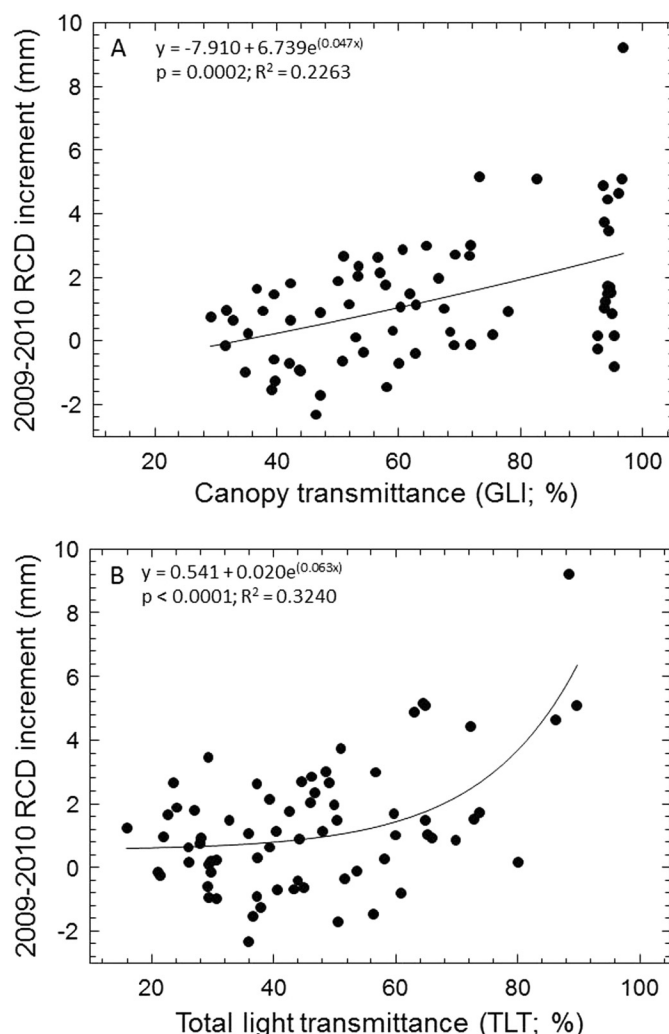 A
y = -7.910 + 6.739e(0.047x)
p = 0.0002; R2 = 0.2263
2009-2010 RCD increment (mm)
10
8
6
4
2
0
-2
20 40 60 80 100
Canopy transmittance (GLI; %)
B
y = 0.541 + 0.020e(0.063x)
p < 0.0001; R2 = 0.3240
2009-2010 RCD increment (mm)
10
8
6
4
2
0
-2
20 40 60 80 100
Total light transmittance (TLT; %)